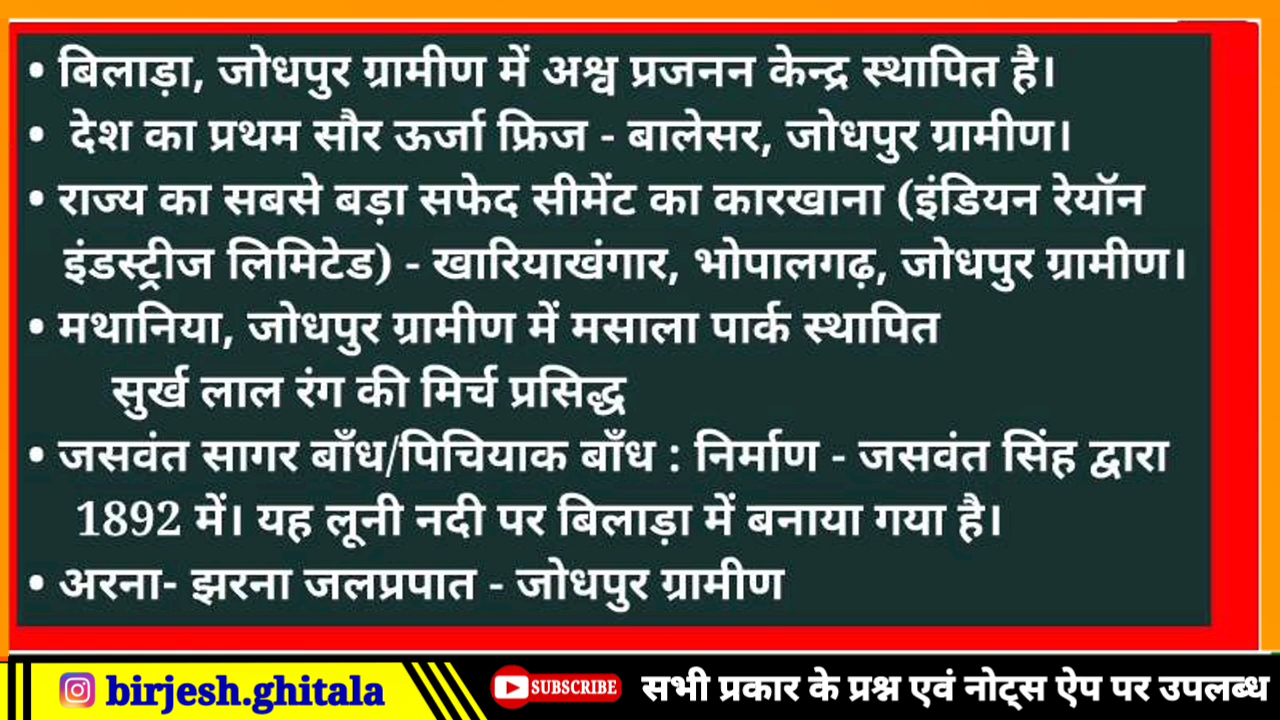 • बिलाड़ा, जोधपुर ग्रामीण में अश्व प्रजनन केन्द्र स्थापित है।
• देश का प्रथम सौर ऊर्जा फ्रिज - बालेसर, जोधपुर ग्रामीण।
• राज्य का सबसे बड़ा सफेद सीमेंट का कारखाना (इंडियन रेयॉन
इंडस्ट्रीज लिमिटेड) - खारियाखंगार, भोपालगढ़, जोधपुर ग्रामीण।
• मथानिया, जोधपुर ग्रामीण में मसाला पार्क स्थापित
सुर्ख लाल रंग की मिर्च प्रसिद्ध
• जसवंत सागर बाँध/पिचियाक बाँध : निर्माण - जसवंत सिंह द्वारा
1892 में। यह लूनी नदी पर बिलाड़ा में बनाया गया है।
• अरना- झरना जलप्रपात - जोधपुर ग्रामीण
birjesh.ghitala
SUBSCRIBE
सभी प्रकार के प्रश्न एवं नोट्स ऐप पर उपलब्ध